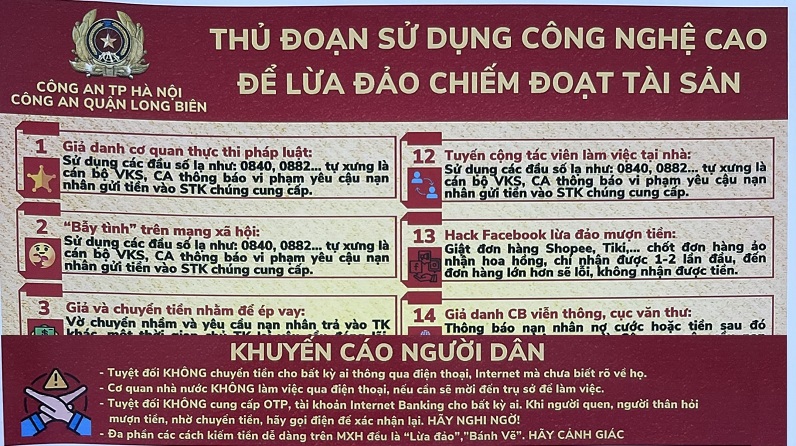 THỦ ĐOẠN SỬ DỤNG CÔNG NGHỆ CAO
ĐỂ LỪA ĐẢO CHIẾM ĐOẠT TÀI SẢN
CÔNG AN TP HÀ NỘI
CÔNG AN QUẬN LONG BIÊN
1 Giả danh cơ quan thực thi pháp luật:
Sử dụng các đầu số lạ như: 0840, 0882... tự xưng là
cán bộ VKS, CA thông báo vi phạm yêu cậu nạn
nhân gửi tiền vào STK chúng cung cấp.
2 "Bẫy tình" trên mạng xã hội:
Sử dụng các đầu số lạ như: 0840, 0882... tự xưng là
cán bộ VKS, CA thông báo vi phạm yêu cậu nạn
nhân gửi tiền vào STK chúng cung cấp.
3 Giả và chuyển tiền nhằm để ép vay:
Vờ chuyển nhầm và yêu cầu nạn nhân trả vào TK
12 Tuyển cộng tác viên làm việc tại nhà:
Sử dụng các đầu số lạ như: 0840, 0882... tự xưng là
cán bộ VKS, CA thông báo vi phạm yêu cậu nạn
nhân gửi tiền vào STK chúng cung cấp.
13 Hack Facebook lừa đảo mượn tiền:
Giật đơn hàng Shopee, Tiki,... chốt đơn hàng ảo
nhận hoa hồng, chỉ nhận được 1-2 lần đầu, đến
đơn hàng lớn hơn sẽ lỗi, không nhận được tiền.
14 Giả danh CB viễn thông, cục văn thư:
Thông báo nạn nhân nợ cước hoặc tiền sau đó
KHUYẾN CÁO NGƯỜI DÂN
- Tuyệt đối KHÔNG chuyển tiền cho bất kỳ ai thông qua điện thoại, Internet mà chưa biết rõ về họ.
- Cơ quan nhà nước KHÔNG làm việc qua điện thoại, nếu cần sẽ mời đến trụ sở để làm việc.
- Tuyệt đối KHÔNG cung cấp OTP, tài khoản Internet Banking cho bất kỳ ai. Khi người quen, người thân hỏi
mượn tiền, nhờ chuyển tiền, hãy gọi điện để xác nhận lại. HÃY NGHI NGỜ!
- Đa phần các cách kiếm tiền dễ dàng trên MXH đều là "Lừa đảo","Bánh Vẽ". HÃY CẢNH GIÁC